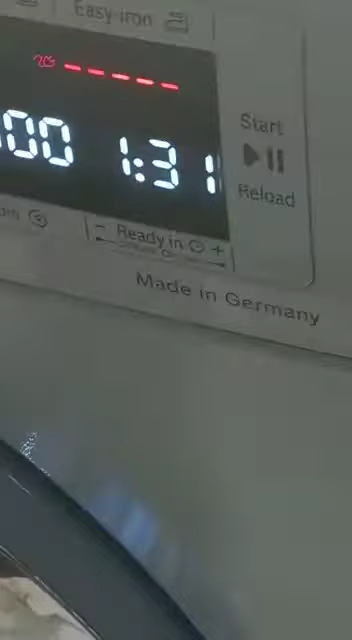 Easy-iron
00 1:31
Start
Reload
− Ready in +
Made in Germany